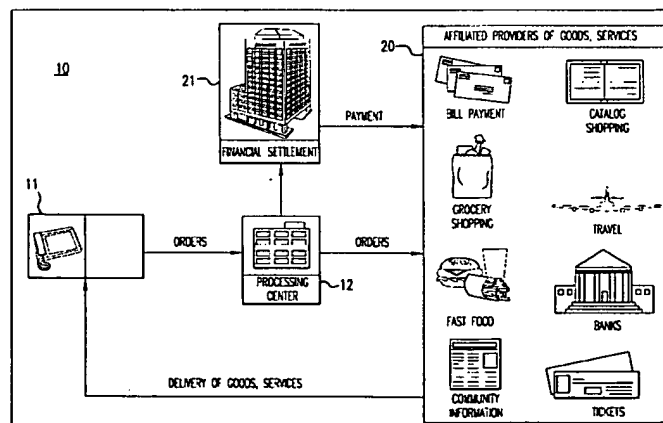 10
21
FINANCIAL SETTLEMENT
PAYMENT
20
AFFILIATED PROVIDERS OF GOODS, SERVICES
BILL PAYMENT
CATALOG
SHOPPING
GROCERY
SHOPPING
TRAVEL
FAST FOOD
BANKS
COMMUNITY
INFORMATION
TICKETS
11
ORDERS
PROCESSING
CENTER
12
ORDERS
DELIVERY OF GOODS, SERVICES